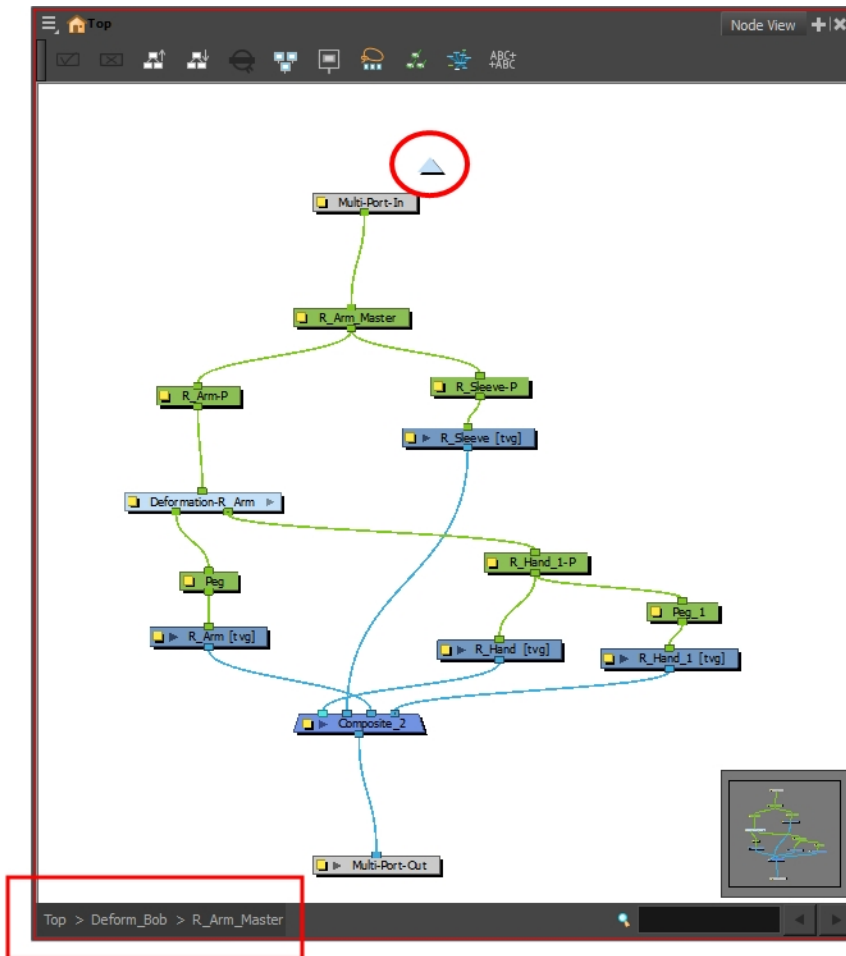 Top
Node View
ABC+
+ABC
Multi-Port-In
R_Arm_Master
R_Arm-P
R_Sleeve-P
R_Sleeve [tvg]
Deformation-R_Arm
R_Hand_1-P
Peg
Peg_1
R_Arm [tvg]
R_Hand [tvg]
R_Hand_1 [tvg]
Composite_2
Multi-Port-Out
Top > Deform_Bob > R_Arm_Master